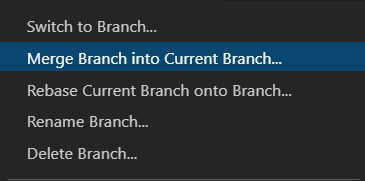 Switch to Branch...
Merge Branch into Current Branch...
Rebase Current Branch onto Branch...
Rename Branch...
Delete Branch...